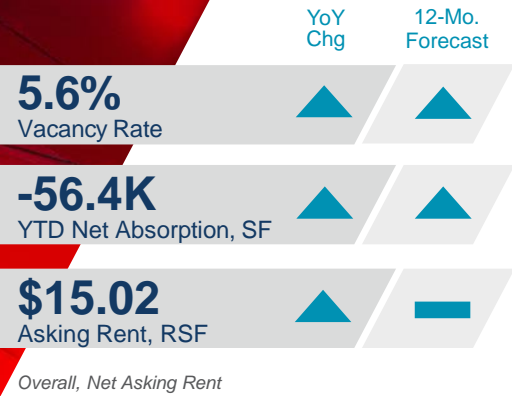 YoY
Chg
12-Mo.
Forecast
5.6%
Vacancy Rate
-56.4K
YTD Net Absorption, SF
$15.02
Asking Rent, RSF
Overall, Net Asking Rent